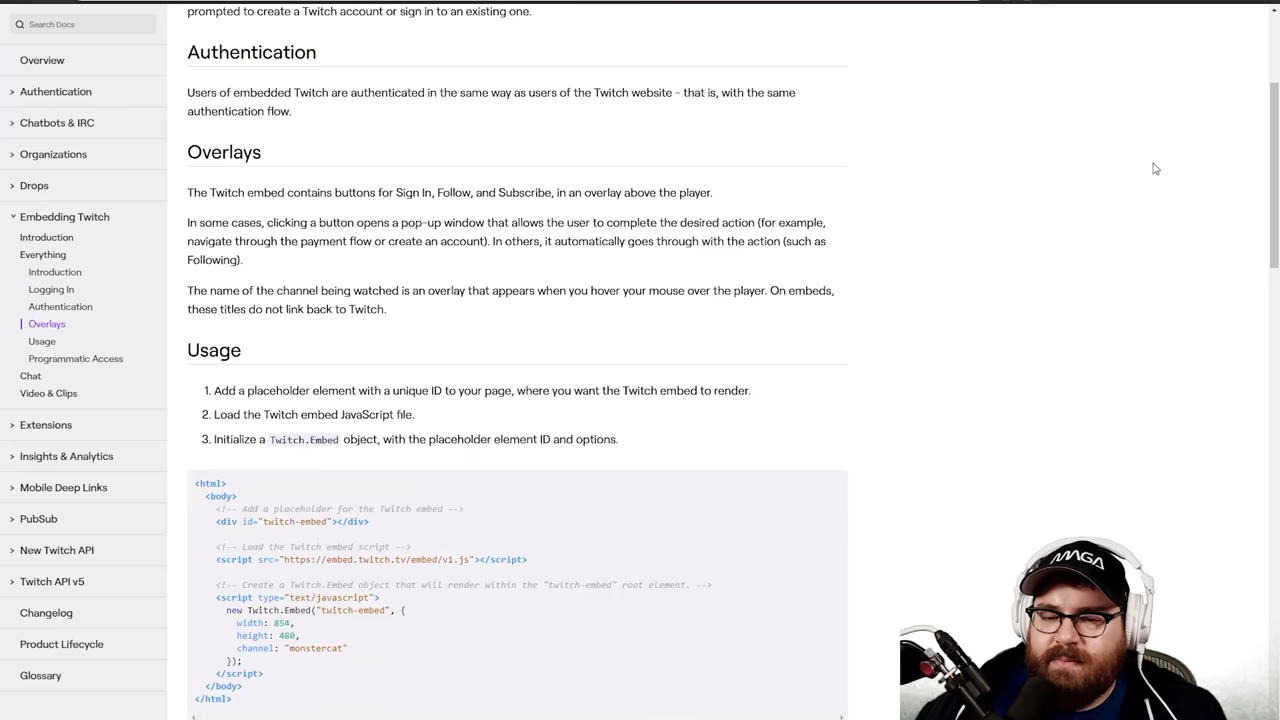 prompted to create a Twitch account or sign in to an existing one.
Search Docs
Overview
Authentication
Chatbots & IRC
Organizations
Drops
Embedding Twitch
Introduction
Everything
Introduction
Logging In
Authentication
Overlays
Usage
Programmatic Access
Chat
Video & Clips
Extensions
Insights & Analytics
Mobile Deep Links
PubSub
New Twitch API
Twitch API v5
Changelog
Product Lifecycle
Glossary
Authentication
Users of embedded Twitch are authenticated in the same way as users of the Twitch website – that is, with the same
authentication flow.
Overlays
The Twitch embed contains buttons for Sign In, Follow, and Subscribe, in an overlay above the player.
In some cases, clicking a button opens a pop-up window that allows the user to complete the desired action (for example,
navigate through the payment flow or create an account). In others, it automatically goes through with the action (such as
Following).
The name of the channel being watched is an overlay that appears when you hover your mouse over the player. On embeds,
these titles do not link back to Twitch.
Usage
1. Add a placeholder element with a unique ID to your page, where you want the Twitch embed to render.
2. Load the Twitch embed JavaScript file.
3. Initialize a Twitch.Embed object, with the placeholder element ID and options.
<html>
<body>
<!-- Add a placeholder for the Twitch embed -->
<div id="twitch-embed"></div>
<!-- Load the Twitch embed script -->
<script src="https://embed.twitch.tv/embed/v1.js"></script>
<!-- Create a Twitch.Embed object that will render within the "twitch-embed" root element. -->
<script type="text/javascript">
new Twitch.Embed("twitch-embed", {
width: 854,
height: 480,
channel: "monstercat"
});
</script>
</body>
</html>